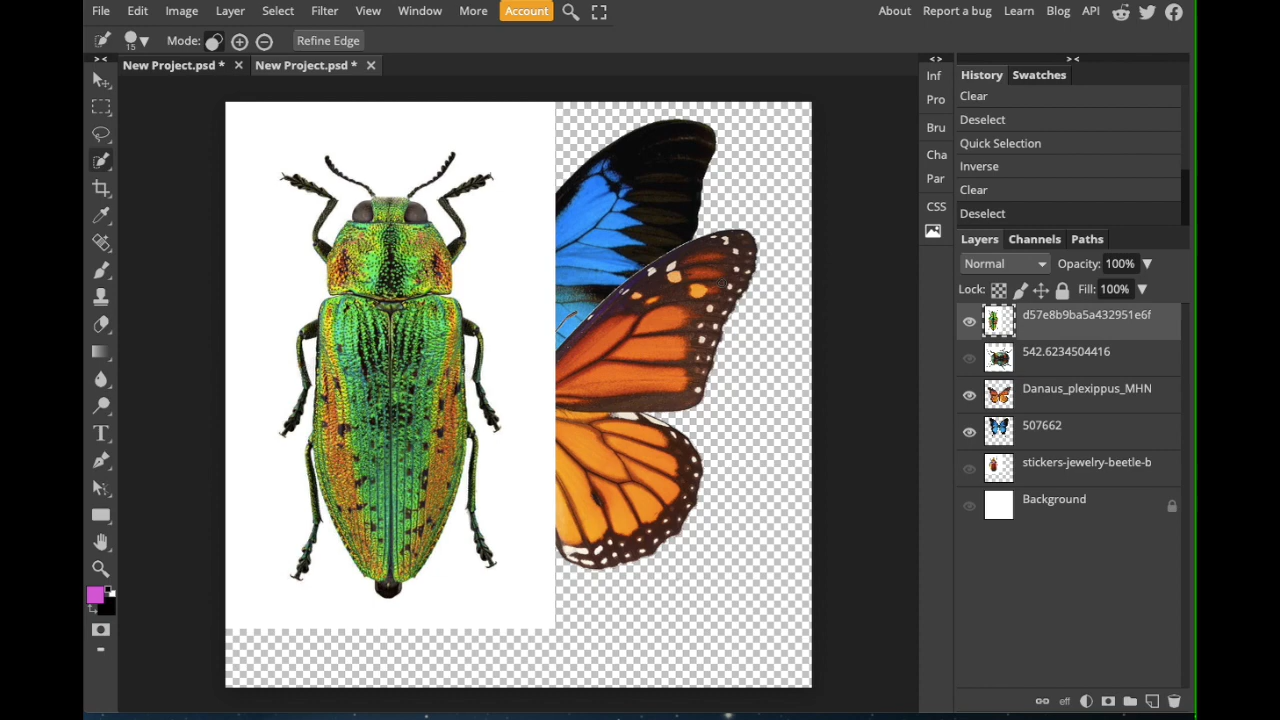 File Edit Image Layer Select Filter View Window More Account About Report a bug Learn Blog API
15 Mode: Refine Edge
New Project.psd * New Project.psd *
Inf
Pro
Bru
Cha
Par
CSS
History Swatches
Clear
Deselect
Quick Selection
Inverse
Clear
Deselect
Layers Channels Paths
Normal Opacity: 100%
Lock: Fill: 100%
d57e8b9ba5a432951e6f
542.6234504416
Danaus_plexippus_MHN
507662
stickers-jewelry-beetle-b
Background
eff